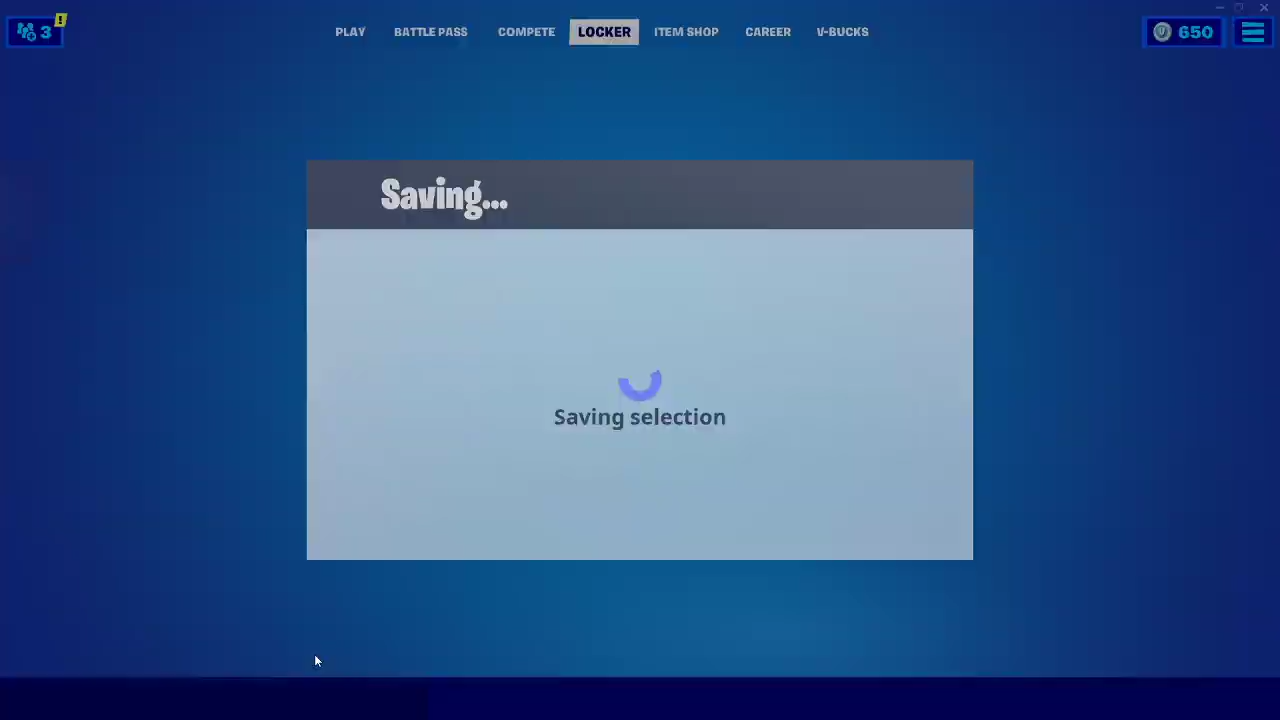 3
!
PLAY
BATTLE PASS
COMPETE
LOCKER
ITEM SHOP
CAREER
V-BUCKS
650
Saving...
Saving selection